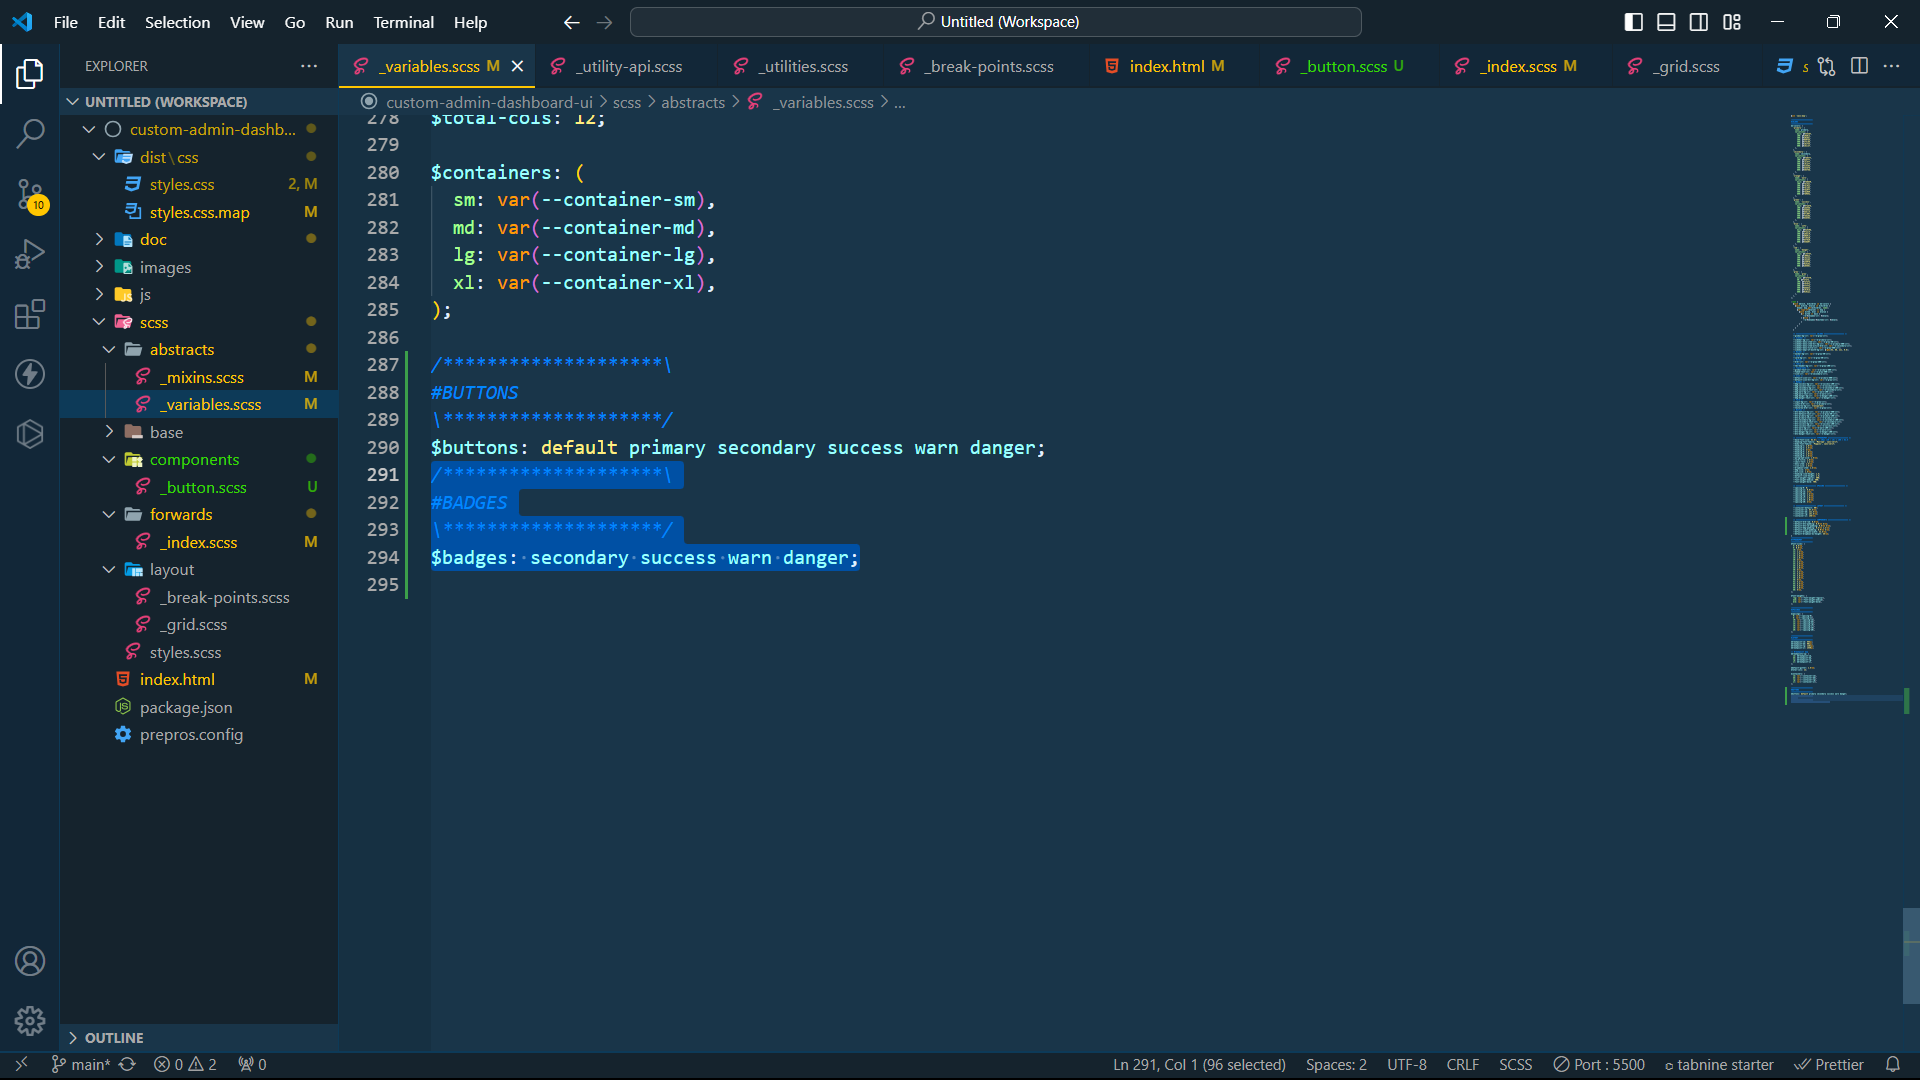 File Edit Selection View Go Run Terminal Help
Untitled (Workspace)
EXPLORER
_variables.scss M
_utility-api.scss
_utilities.scss
_break-points.scss
index.html M
_button.scss U
_index.scss M
_grid.scss
s
UNTITLED (WORKSPACE)
custom-admin-dashb...
dist\css
styles.css 2, M
styles.css.map M
doc
images
js
scss
abstracts
_mixins.scss M
_variables.scss M
base
components
_button.scss U
forwards
_index.scss M
layout
_break-points.scss
_grid.scss
styles.scss
index.html M
package.json
prepros.config
OUTLINE
10
custom-admin-dashboard-ui > scss > abstracts > _variables.scss > ...
278 $total-cols: 12;
279
280 $containers: (
281 sm: var(--container-sm),
282 md: var(--container-md),
283 lg: var(--container-lg),
284 xl: var(--container-xl),
285 );
286
287 /********************\
288 #BUTTONS
289 \********************/
290 $buttons: default primary secondary success warn danger;
291 /********************\
292 #BADGES
293 \********************/
294 $badges: secondary success warn danger;
295
main* 0 2 0
Ln 291, Col 1 (96 selected) Spaces: 2 UTF-8 CRLF SCSS Port : 5500 tabnine starter Prettier